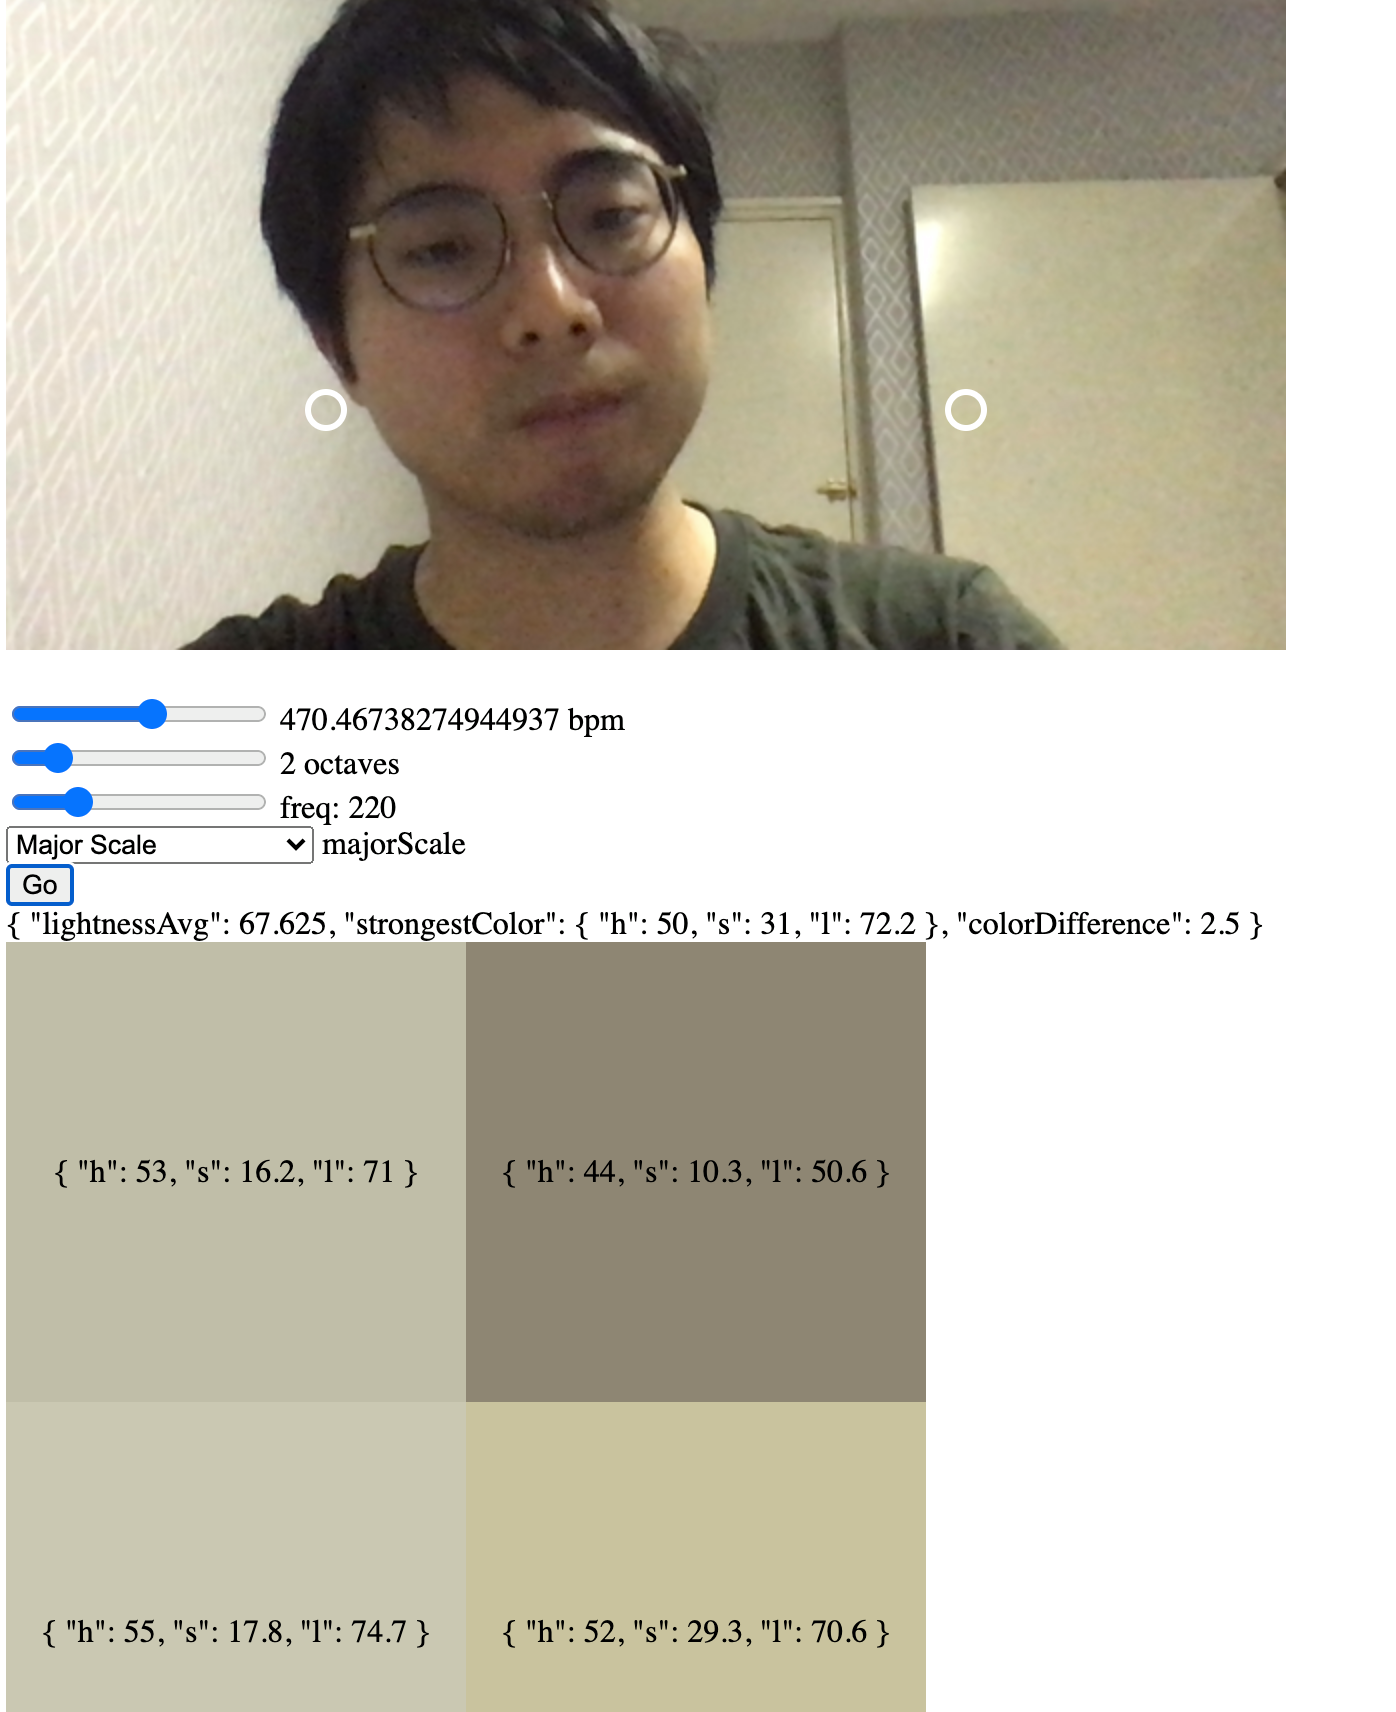 470.46738274944937 bpm
2 octaves
freq: 220
Major Scale majorScale
Go
{ "lightnessAvg": 67.625, "strongestColor": { "h": 50, "s": 31, "l": 72.2 }, "colorDifference": 2.5 }
{ "h": 53, "s": 16.2, "l": 71 } { "h": 44, "s": 10.3, "l": 50.6 }
{ "h": 55, "s": 17.8, "l": 74.7 } { "h": 52, "s": 29.3, "l": 70.6 }